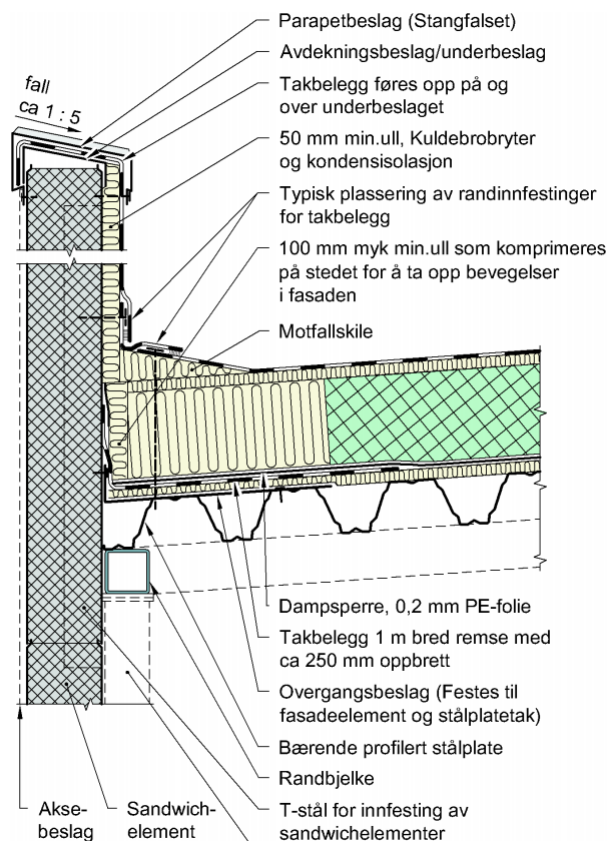 Parapetbeslag (Stangfalset)
Avdekningsbeslag/underbeslag
Takbelegg føres opp på og
over underbeslaget
fall
ca 1 : 5
50 mm min.ull, Kuldebrobryter
og kondensisolasjon
Typisk plassering av randinnfestinger
for takbelegg
100 mm myk min.ull som komprimeres
på stedet for å ta opp bevegelser
i fasaden
Motfallskile
Dampsperre, 0,2 mm PE-folie
Takbelegg 1 m bred remse med
ca 250 mm oppbrett
Overgangsbeslag (Festes til
fasadeelement og stålplatetak)
Bærende profilert stålplate
Randbjelke
T-stål for innfesting av
sandwichelementer
Akse-
beslag
Sandwich-
element